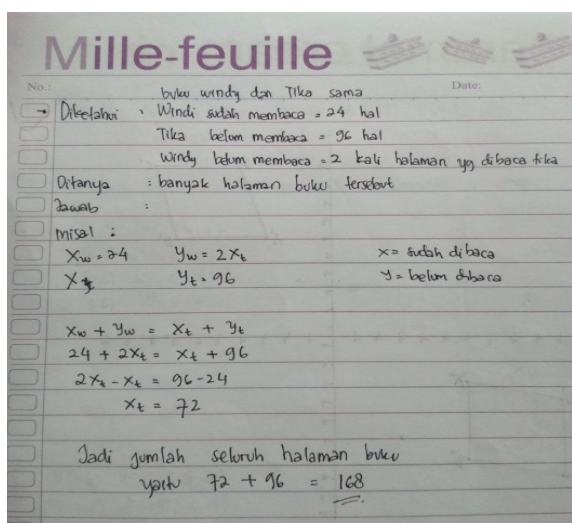 Mille-feuille
No.:
Date:
buku windy dan Tika sama
→ Diketahui : Windi sudah membaca = 24 hal
Tika belum membaca = 96 hal
Windy belum membaca = 2 kali halaman yg dibaca tika
Ditanya : banyak halaman buku tersebut
Jawab :
misal :
Xw = 24 Yw = 2Xt x = sudah dibaca
Xt Yt = 96 y = belum dibaca
Xw + Yw = Xt + Yt
24 + 2Xt = Xt + 96
2Xt - Xt = 96 - 24
Xt = 72
Jadi jumlah seluruh halaman buku
yaitu 72 + 96 = 168